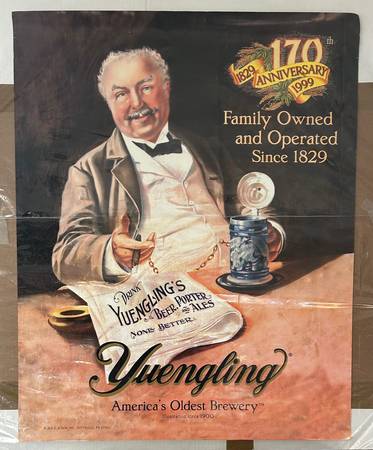 170th
1829 ANNIVERSARY 1999
Family Owned
and Operated
Since 1829
DRINK
YUENGLING'S
BEER, PORTER
ALES
NONE BETTER
Yuengling®
America's Oldest Brewery™